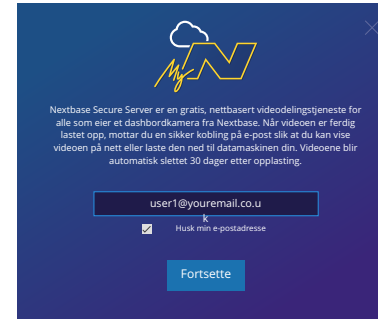 My N
Nextbase Secure Server er en gratis, nettbasert videodelingstjeneste for
alle som eier et dashbordkamera fra Nextbase. Når videoen er ferdig
lastet opp, mottar du en sikker kobling på e-post slik at du kan vise
videoen på nett eller laste den ned til datamaskinen din. Videoene blir
automatisk slettet 30 dager etter opplasting.
user1@youremail.co.u
k
Husk min e-postadresse
Fortsette